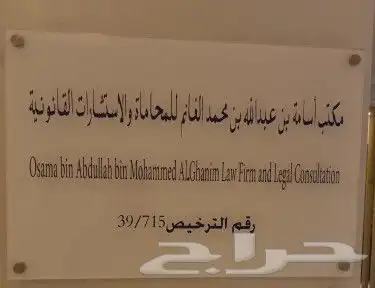 مكتب أسامة بن عبدالله بن محمد الغانم للمحاماة والاستشارات القانونية
Osama bin Abdullah bin Mohammed ALGhanim Law Firm and Legal Consultation
رقم الترخيص 39/715
حراج